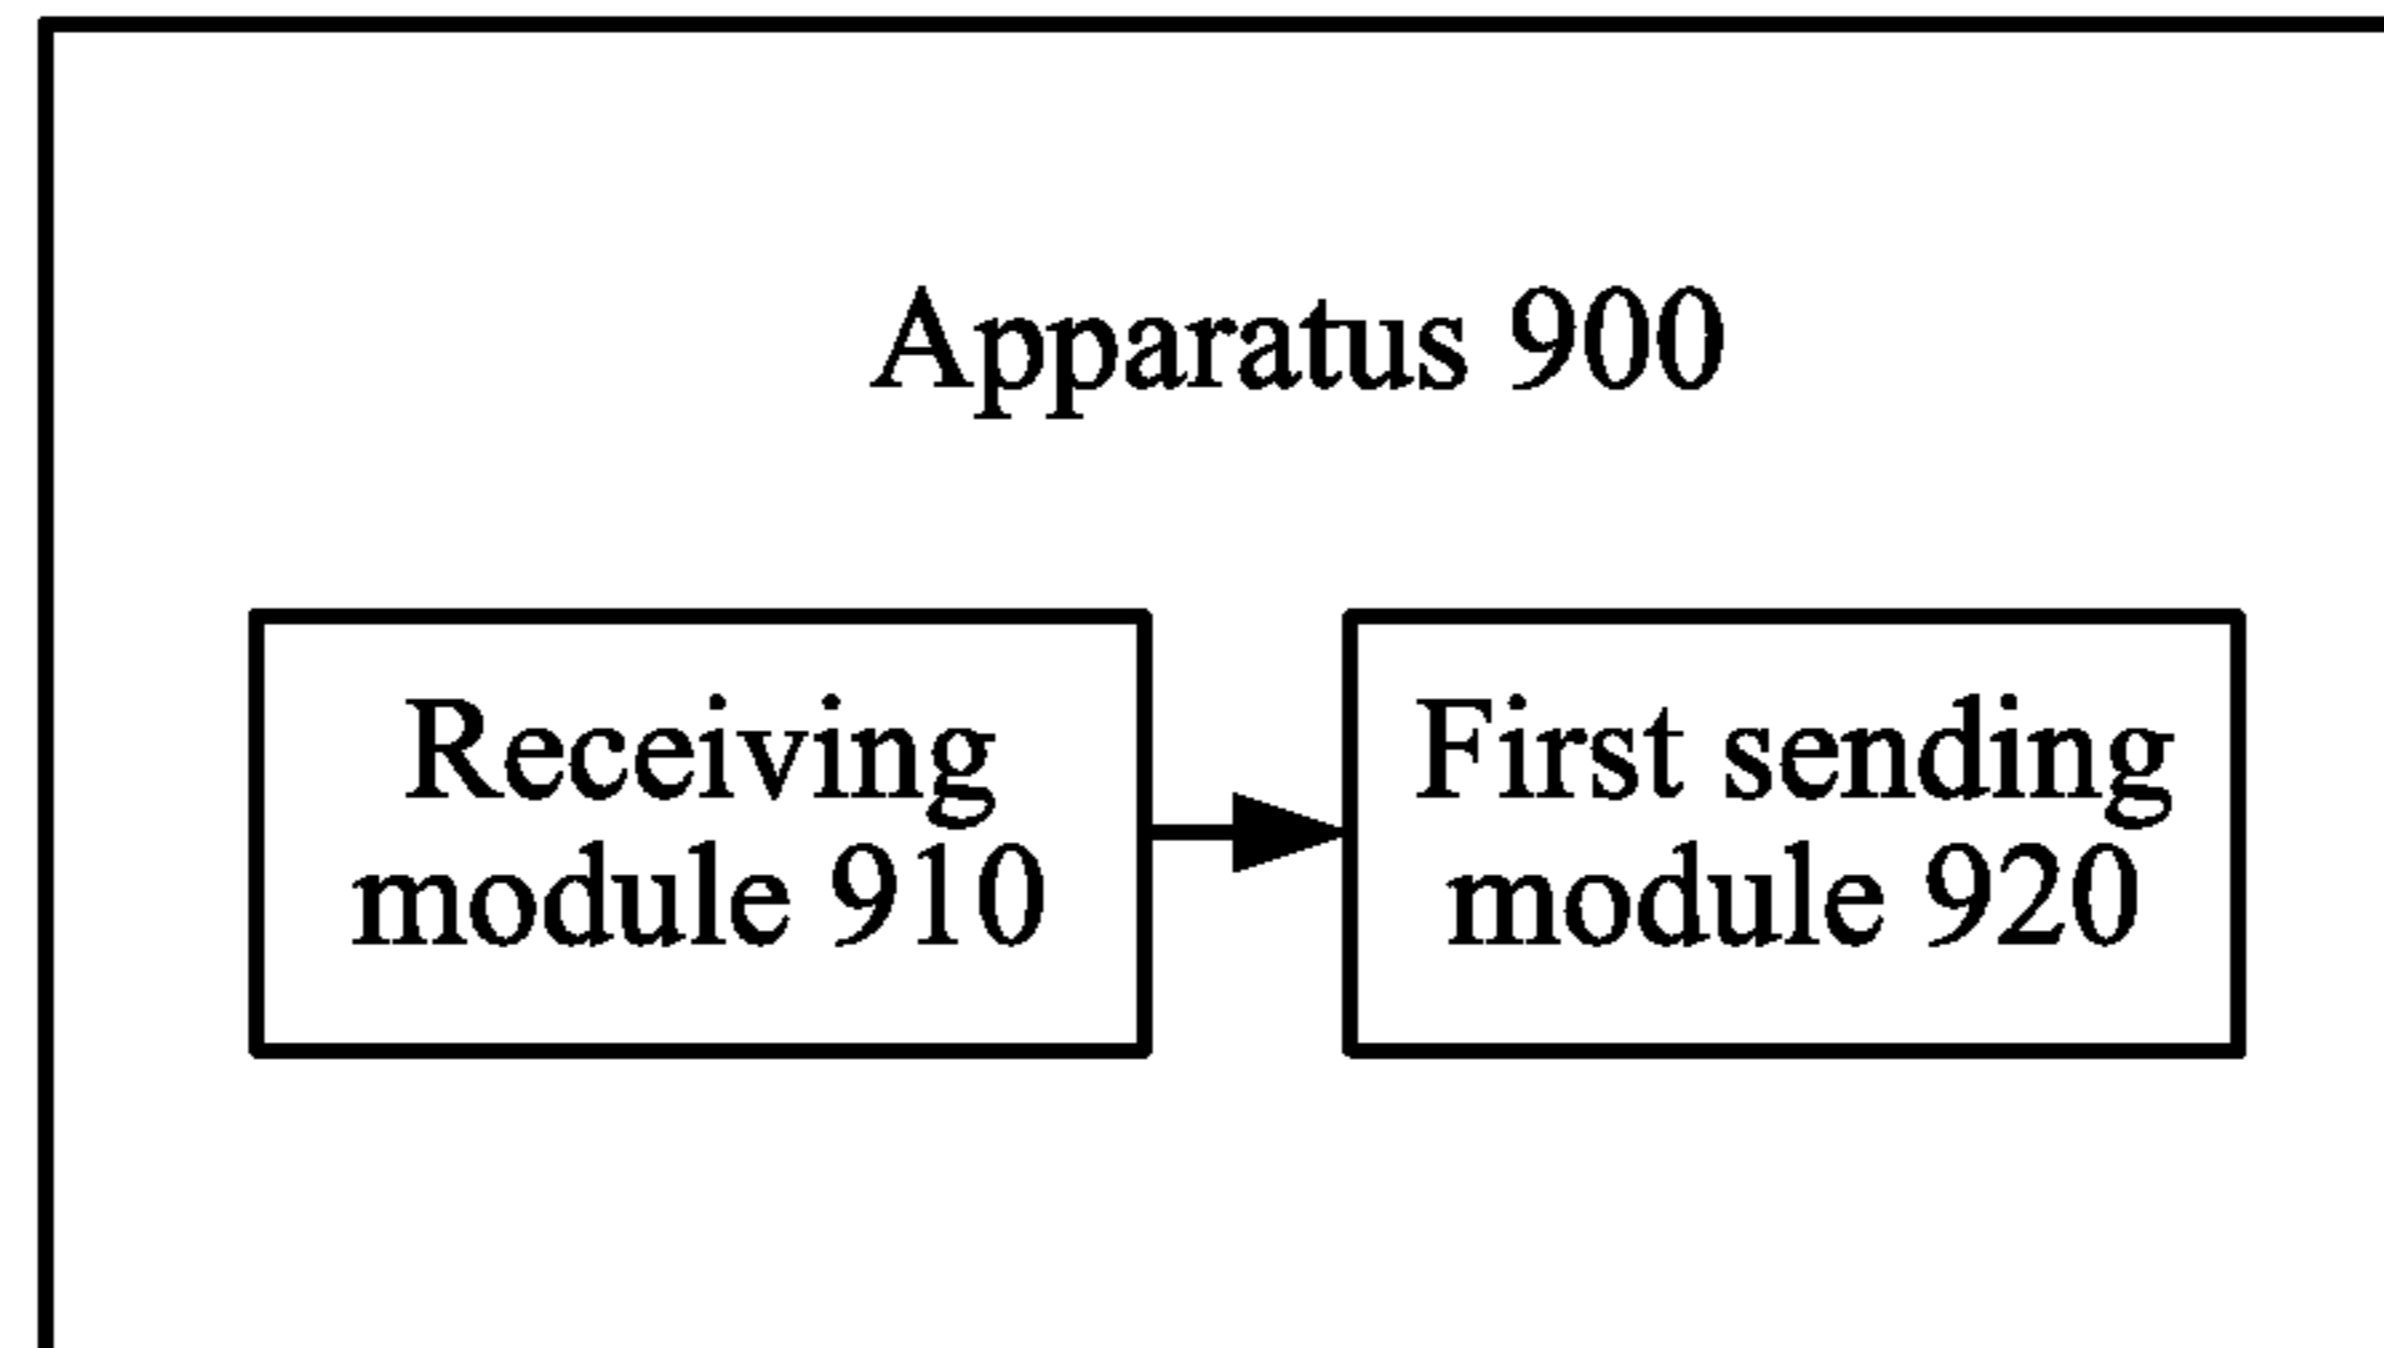 Apparatus 900
Receiving
module 910
First sending
module 920